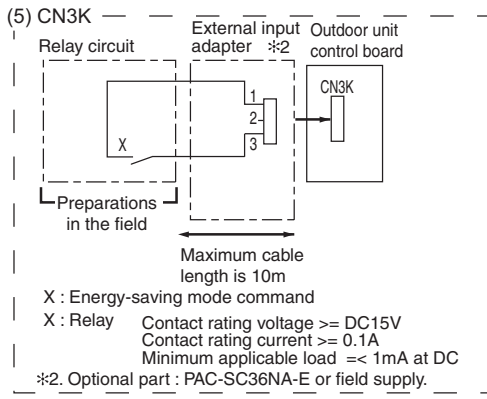 (5) CN3K
Relay circuit
External input
adapter ✻2
Outdoor unit
control board
CN3K
1
2
3
X
Preparations
in the field
Maximum cable
length is 10m
X : Energy-saving mode command
X : Relay
Contact rating voltage >= DC15V
Contact rating current >= 0.1A
Minimum applicable load =< 1mA at DC
✻2. Optional part : PAC-SC36NA-E or field supply.